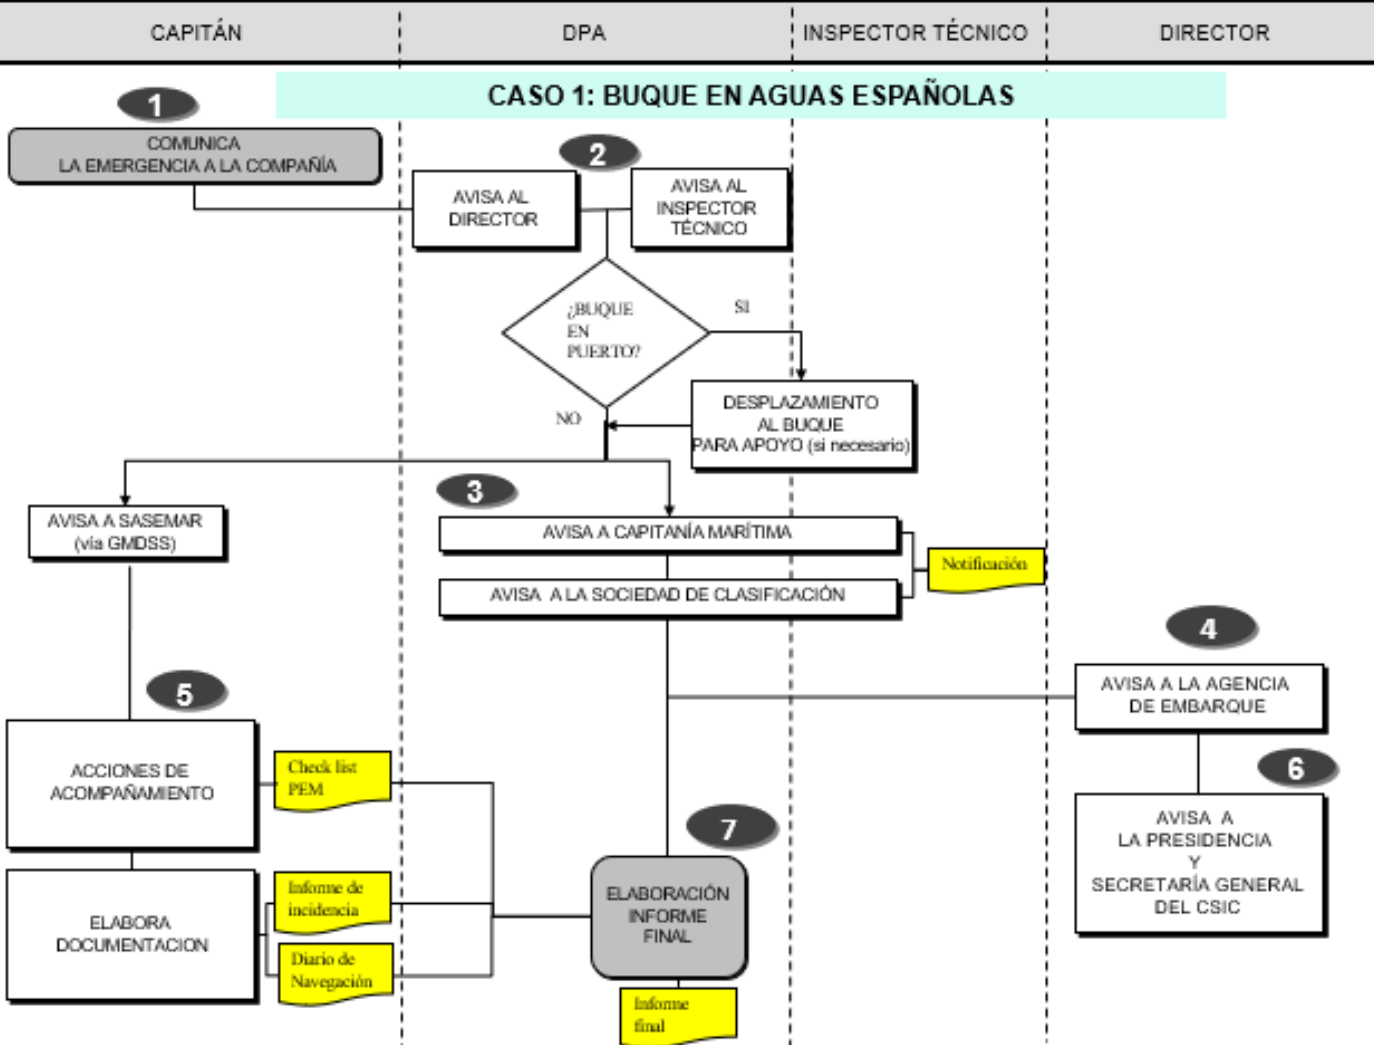 CAPITÁN
DPA
INSPECTOR TÉCNICO
DIRECTOR
CASO 1: BUQUE EN AGUAS ESPAÑOLAS
1
COMUNICA
LA EMERGENCIA A LA COMPAÑÍA
2
AVISA AL
DIRECTOR
AVISA AL
INSPECTOR
TÉCNICO
¿BUQUE
EN
PUERTO?
SI
NO
DESPLAZAMIENTO
AL BUQUE
PARA APOYO (si necesario)
3
AVISA A SASEMAR
(vía GMDSS)
AVISA A CAPITANÍA MARÍTIMA
AVISA A LA SOCIEDAD DE CLASIFICACIÓN
Notificación
4
AVISA A LA AGENCIA
DE EMBARQUE
5
ACCIONES DE
ACOMPAÑAMIENTO
Check list
PEM
6
AVISA A
LA PRESIDENCIA
Y
SECRETARÍA GENERAL
DEL CSIC
7
ELABORACIÓN
INFORME
FINAL
ELABORA
DOCUMENTACION
Informe de
incidencia
Diario de
Navegación
Informe
final